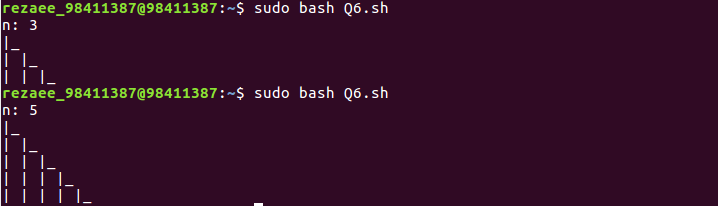 rezaee_98411387@98411387:~$ sudo bash Q6.sh
n: 3
|_
| |_
| | |_
rezaee_98411387@98411387:~$ sudo bash Q6.sh
n: 5
|_
| |_
| | |_
| | | |_
| | | | |_